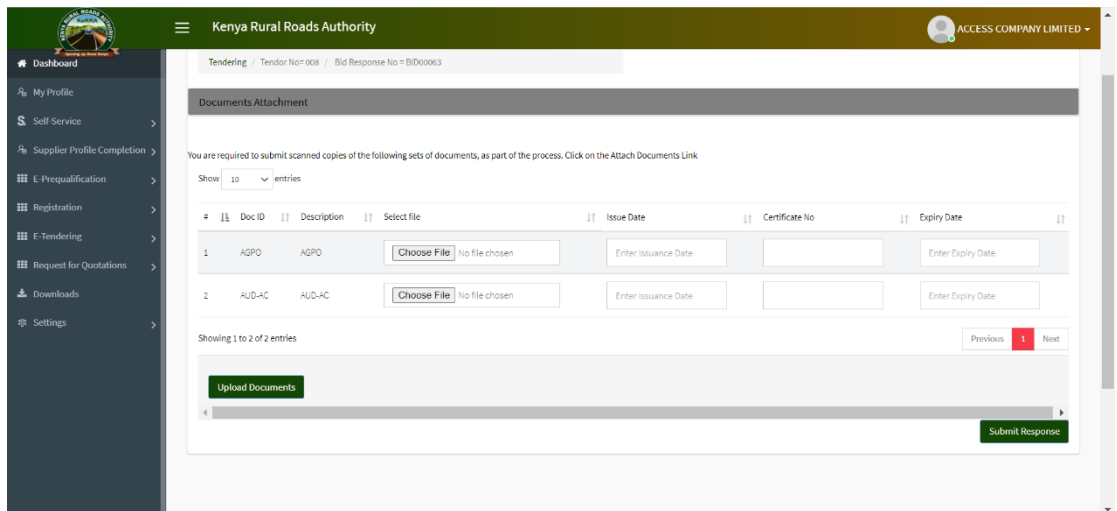 KeRRA
KENYA RURAL ROADS AUTHORITY
Kenya Rural Roads Authority
ACCESS COMPANY LIMITED
Dashboard
My Profile
Self-Service
Supplier Profile Completion
E-Prequalification
Registration
E-Tendering
Request for Quotations
Downloads
Settings
Tendering / Tendor No= 008 / Bid Response No = BID00063
Documents Attachment
You are required to submit scanned copies of the following sets of documents, as part of the process. Click on the Attach Documents Link
Show 10 entries
# Doc ID Description Select file Issue Date Certificate No Expiry Date
1 AGPO AGPO Choose File No file chosen Enter Issuance Date Enter Expiry Date
2 AUD-AC AUD-AC Choose File No file chosen Enter Issuance Date Enter Expiry Date
Showing 1 to 2 of 2 entries
Previous 1 Next
Upload Documents
Submit Response